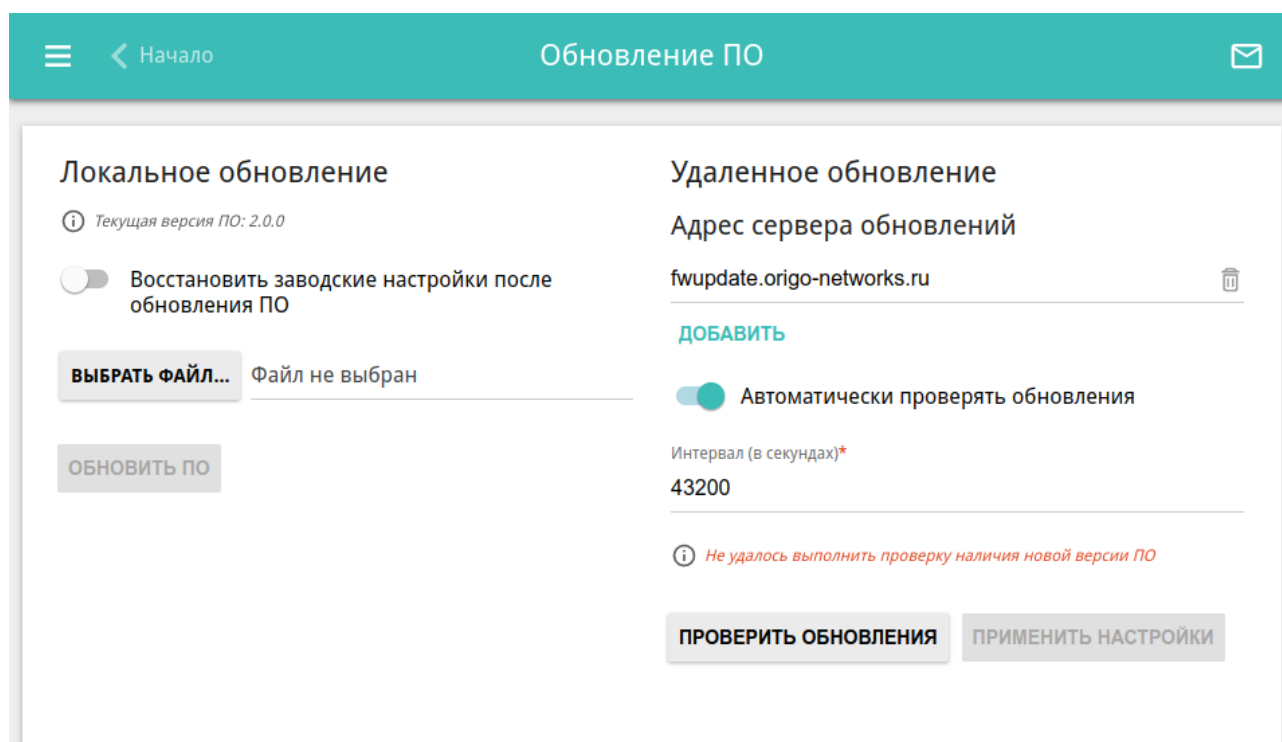 Начало
Обновление ПО
Локальное обновление
Текущая версия ПО: 2.0.0
Восстановить заводские настройки после
обновления ПО
ВЫБРАТЬ ФАЙЛ...
Файл не выбран
ОБНОВИТЬ ПО
Удаленное обновление
Адрес сервера обновлений
fwupdate.origo-networks.ru
ДОБАВИТЬ
Автоматически проверять обновления
Интервал (в секундах)*
43200
Не удалось выполнить проверку наличия новой версии ПО
ПРОВЕРИТЬ ОБНОВЛЕНИЯ
ПРИМЕНИТЬ НАСТРОЙКИ